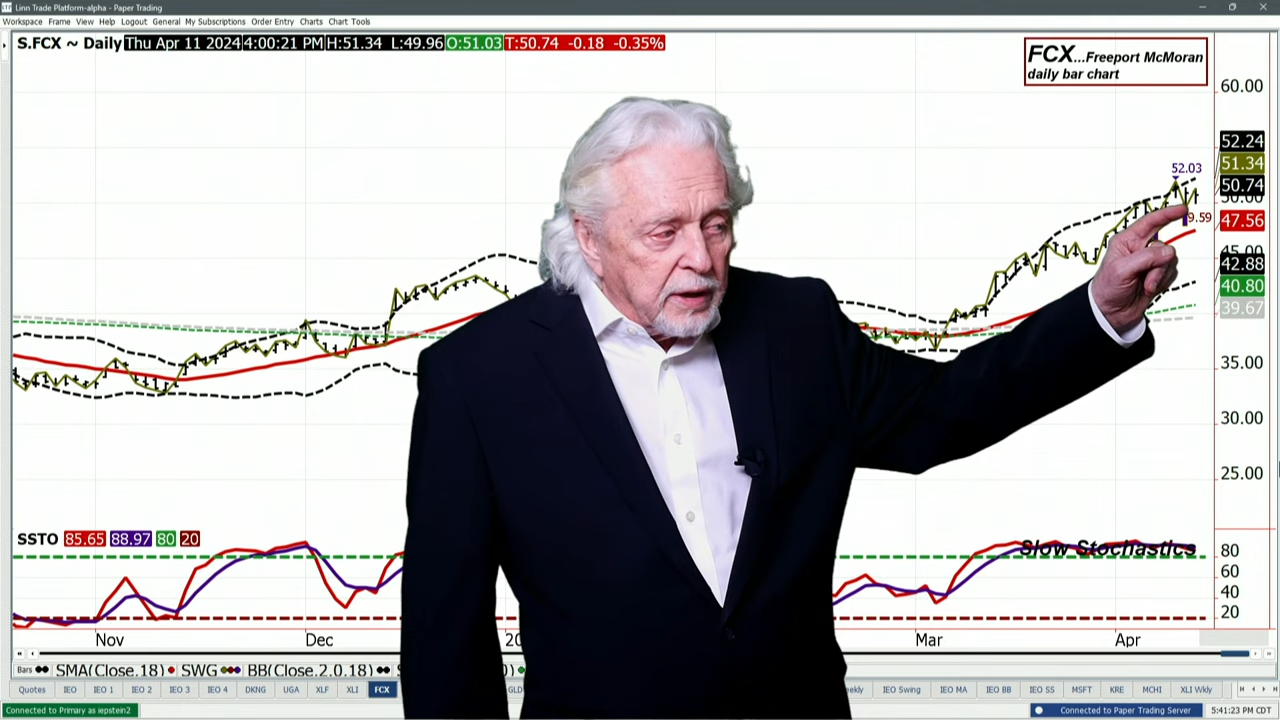 Linn Trade Platform-alpha - Paper Trading
Workspace Frame View Help Logout General My Subscriptions Order Entry Charts Chart Tools
S.FCX ~ Daily Thu Apr 11 2024 4:00:21 PM H:51.34 L:49.96 O:51.03 T:50.74 -0.18 -0.35%
FCX...Freeport McMoran
daily bar chart
60.00
52.24
52.03
51.34
50.74
50.00
9.59
47.56
45.00
42.88
40.80
39.67
35.00
30.00
25.00
SSTO 85.65 88.97 80 20
Slow Stochastics
80
60
40
20
Nov Dec 20 Mar Apr
Bars SMA(Close,18) SWG BB(Close,2.0,18)
Quotes IEO IEO 1 IEO 2 IEO 3 IEO 4 DKNG UGA XLF XLI FCX GLD IEO Swing IEO MA IEO BB IEO SS MSFT KRE MCHI XLI Wkly
Connected to Primary as iepstein2 Connected to Paper Trading Server 5:41:23 PM CDT